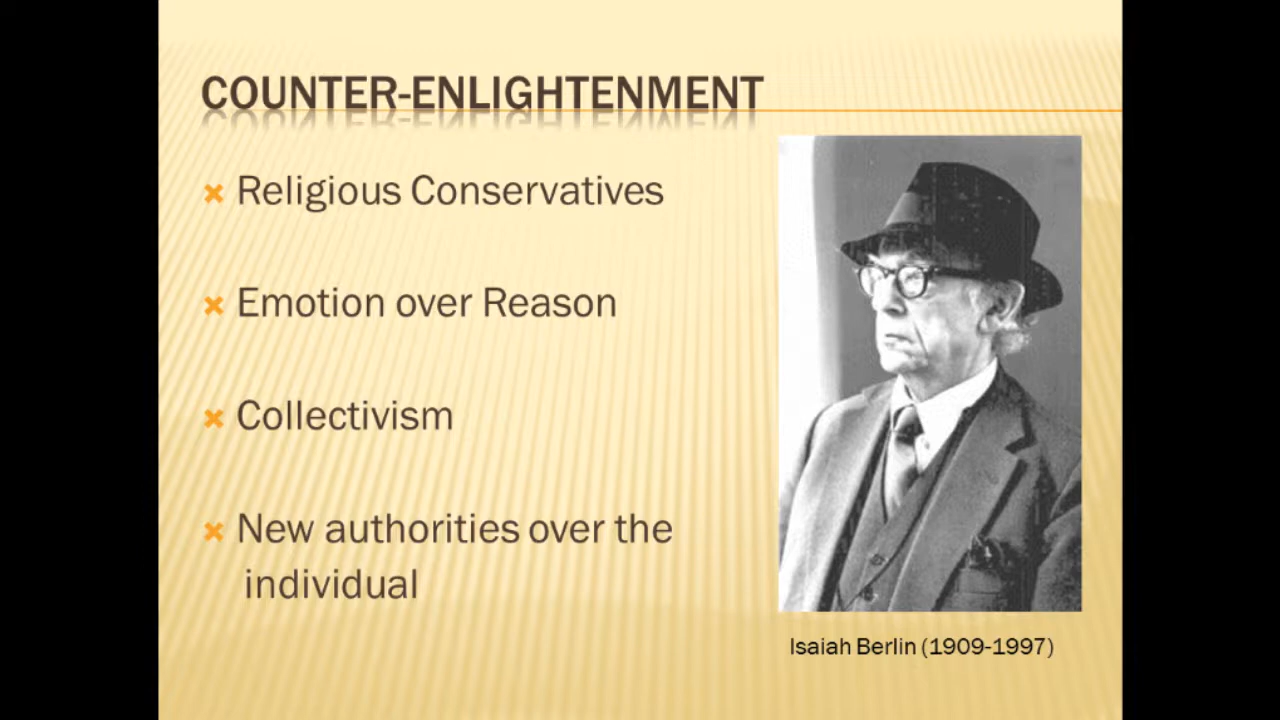 COUNTER-ENLIGHTENMENT
Religious Conservatives
Emotion over Reason
Collectivism
New authorities over the
individual
Isaiah Berlin (1909-1997)